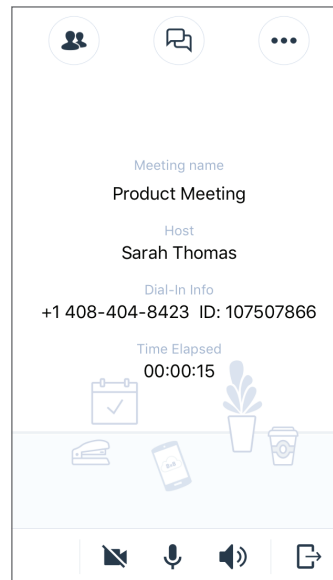 Meeting name
Product Meeting
Host
Sarah Thomas
Dial-In Info
+1 408-404-8423 ID: 107507866
Time Elapsed
00:00:15